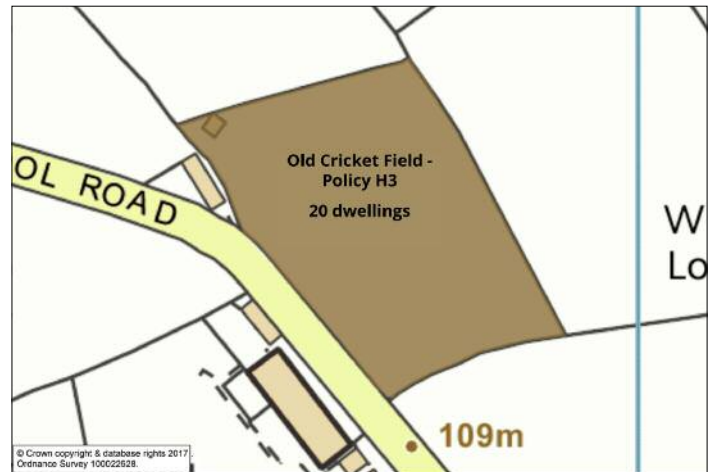 Old Cricket Field -
Policy H3
20 dwellings
OL ROAD
W
Lo
109m
© Crown copyright & database rights 2017
Ordnance Survey 100022628.